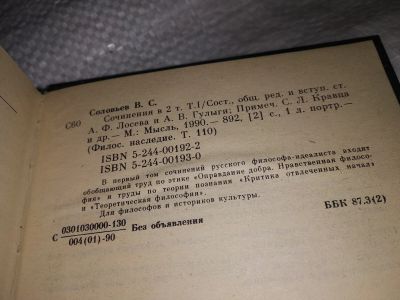 Соловьев В. С.
С60 Сочинения в 2 т. Т.I/Сост., общ. ред. и вступ. ст.
А. Ф. Лосева и А. В. Гулыги; Примеч. С. Л. Кравца
и др.— М.: Мысль, 1990.— 892, [2] с., 1 л. портр.—
(Филос. наследие. Т. 110)
ISBN 5-244-00192-2
ISBN 5-244-00193-0
В первый том сочинений русского философа-идеалиста входят
обобщающий труд по этике «Оправдание добра. Нравственная филосо-
фия» и труды по теории познания «Критика отвлеченных начал»
и «Теоретическая философия».
Для философов и историков культуры.
С 0301030000-130
004(01)-90 Без объявления
ББК 87.3(2)